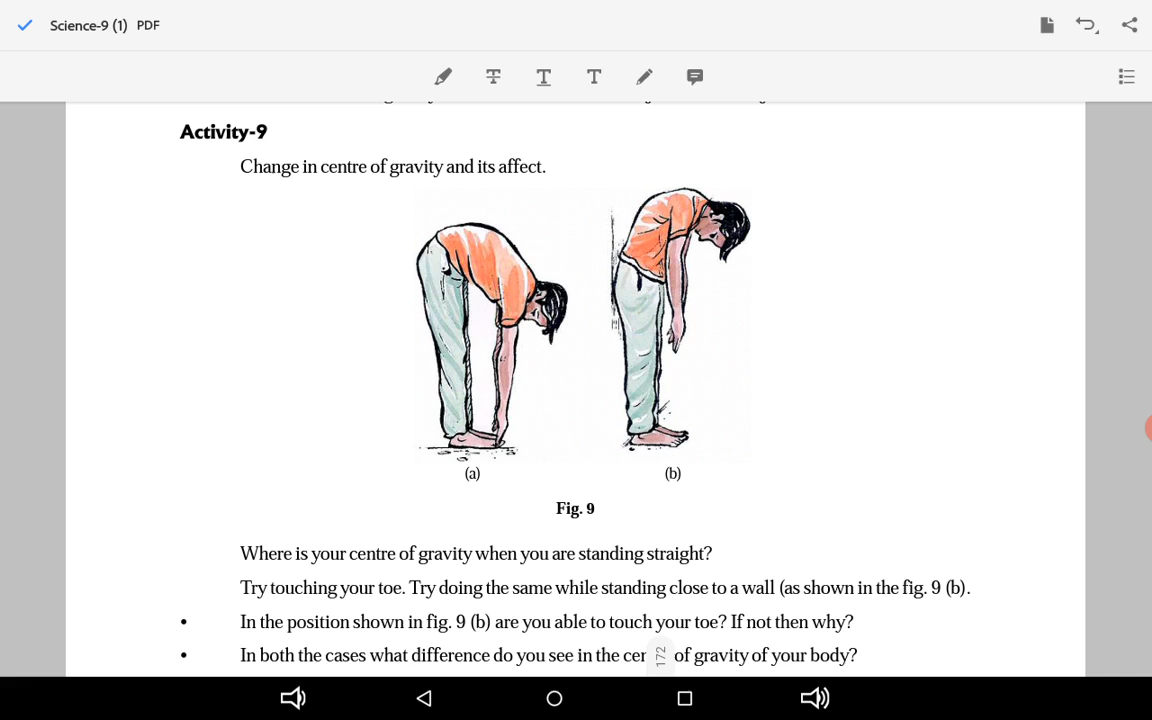 Science-9 (1) PDF
Activity-9
Change in centre of gravity and its affect.
(a) (b)
Fig. 9
Where is your centre of gravity when you are standing straight?
Try touching your toe. Try doing the same while standing close to a wall (as shown in the fig. 9 (b).
• In the position shown in fig. 9 (b) are you able to touch your toe? If not then why?
• In both the cases what difference do you see in the cen of gravity of your body?
172